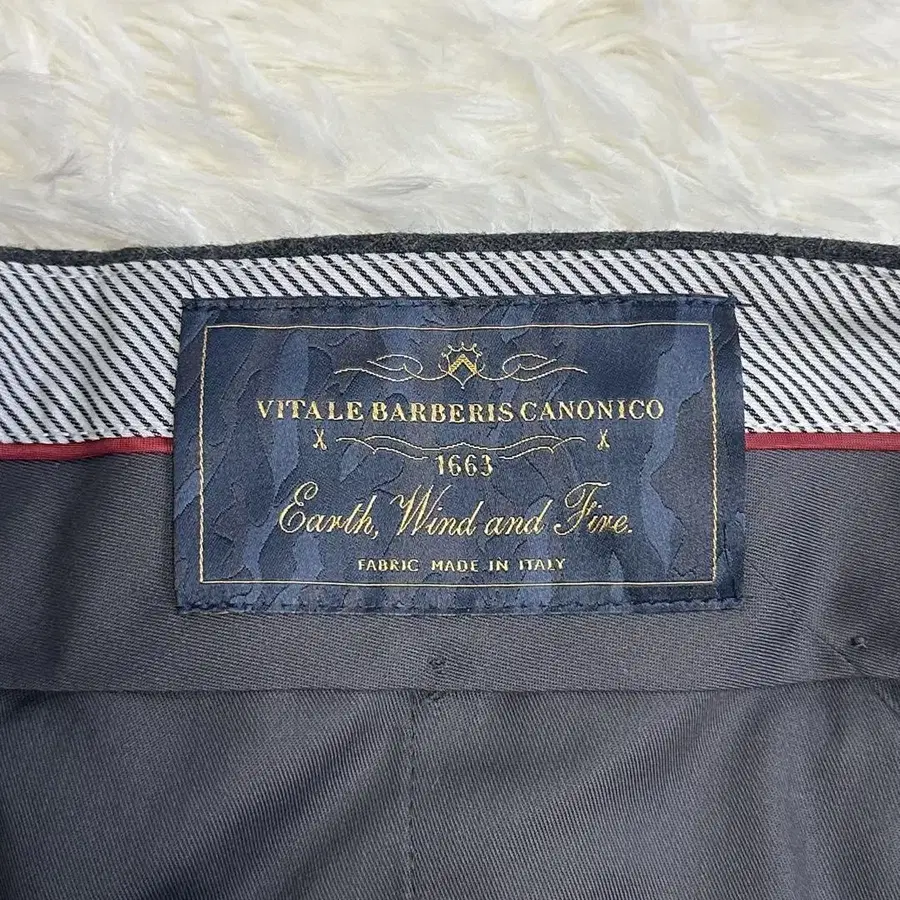 VITALE BARBERIS CANONICO
1663
Earth, Wind and Fire.
FABRIC MADE IN ITALY